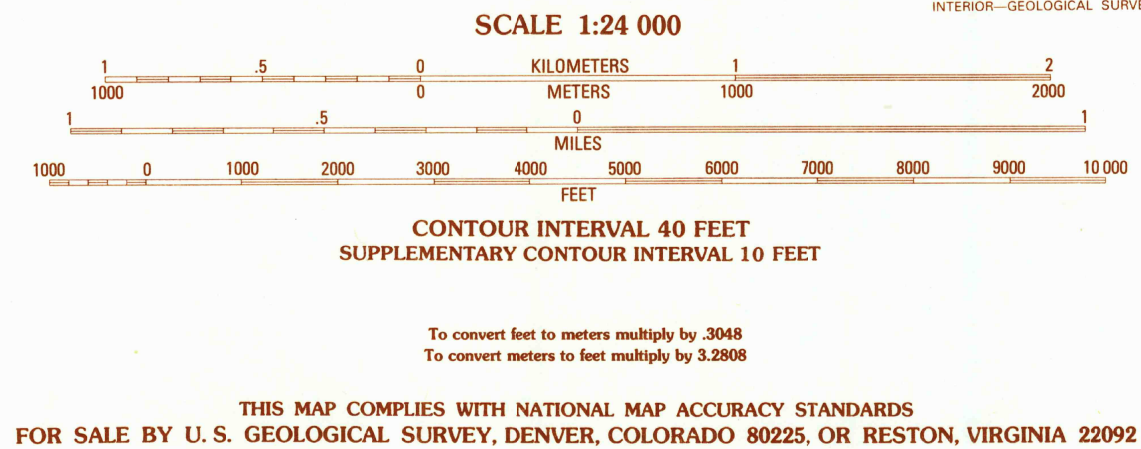 INTERIOR—GEOLOGICAL SURVE
SCALE 1:24 000
1 .5 0 KILOMETERS 1 2
1000 0 METERS 1000 2000
1 .5 0 1
MILES
1000 0 1000 2000 3000 4000 5000 6000 7000 8000 9000 10 000
FEET
CONTOUR INTERVAL 40 FEET
SUPPLEMENTARY CONTOUR INTERVAL 10 FEET
To convert feet to meters multiply by .3048
To convert meters to feet multiply by 3.2808
THIS MAP COMPLIES WITH NATIONAL MAP ACCURACY STANDARDS
FOR SALE BY U. S. GEOLOGICAL SURVEY, DENVER, COLORADO 80225, OR RESTON, VIRGINIA 22092